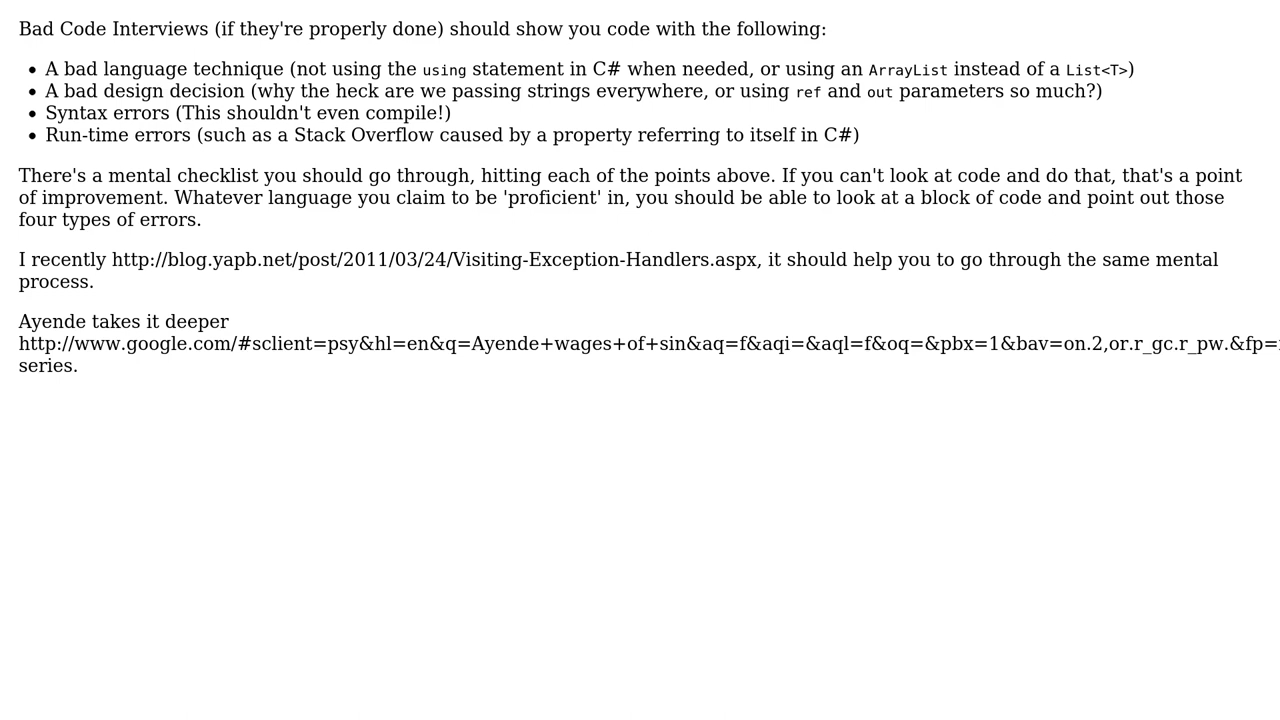 Bad Code Interviews (if they're properly done) should show you code with the following:
• A bad language technique (not using the using statement in C# when needed, or using an ArrayList instead of a List<T>)
• A bad design decision (why the heck are we passing strings everywhere, or using ref and out parameters so much?)
• Syntax errors (This shouldn't even compile!)
• Run-time errors (such as a Stack Overflow caused by a property referring to itself in C#)
There's a mental checklist you should go through, hitting each of the points above. If you can't look at code and do that, that's a point
of improvement. Whatever language you claim to be 'proficient' in, you should be able to look at a block of code and point out those
four types of errors.
I recently http://blog.yapb.net/post/2011/03/24/Visiting-Exception-Handlers.aspx, it should help you to go through the same mental
process.
Ayende takes it deeper
http://www.google.com/#sclient=psy&hl=en&q=Ayende+wages+of+sin&aq=f&aqi=&aql=f&oq=&pbx=1&bav=on.2,or.r_gc.r_pw.&fp=
series.